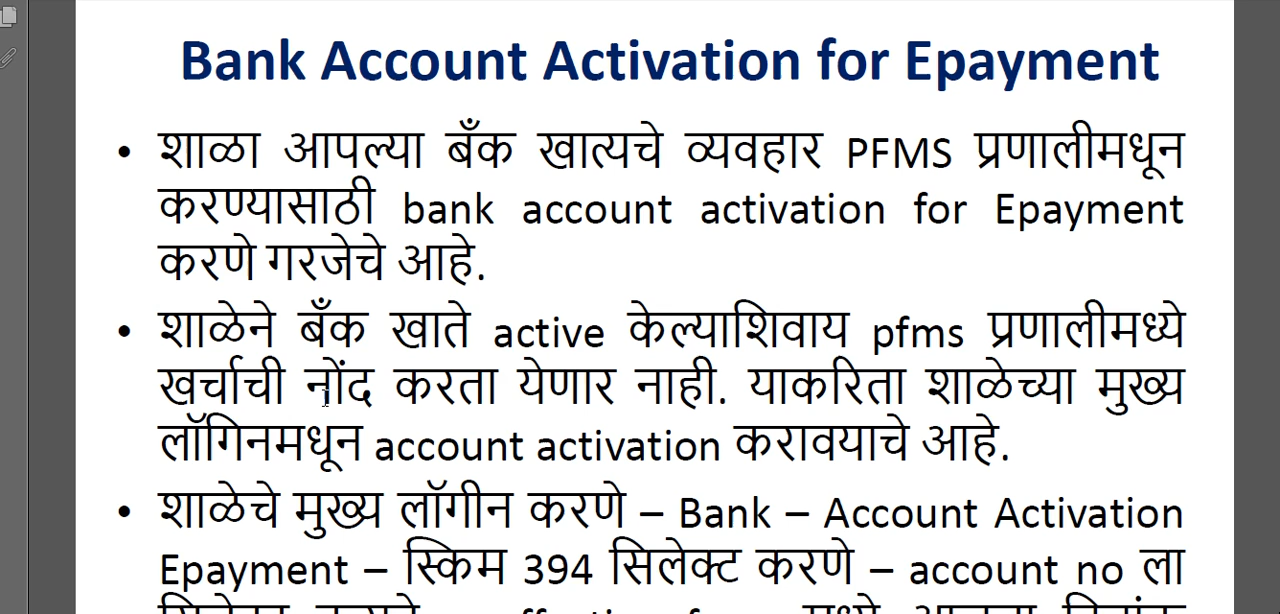 Bank Account Activation for Epayment
• शाळा आपल्या बँक खात्यचे व्यवहार PFMS प्रणालीमधून
करण्यासाठी bank account activation for Epayment
करणे गरजेचे आहे.
• शाळेने बँक खाते active केल्याशिवाय pfms प्रणालीमध्ये
खर्चाची नोंद करता येणार नाही. याकरिता शाळेच्या मुख्य
लॉगिनमधून account activation करावयाचे आहे.
• शाळेचे मुख्य लॉगीन करणे – Bank – Account Activation
Epayment – स्किम 394 सिलेक्ट करणे – account no ला